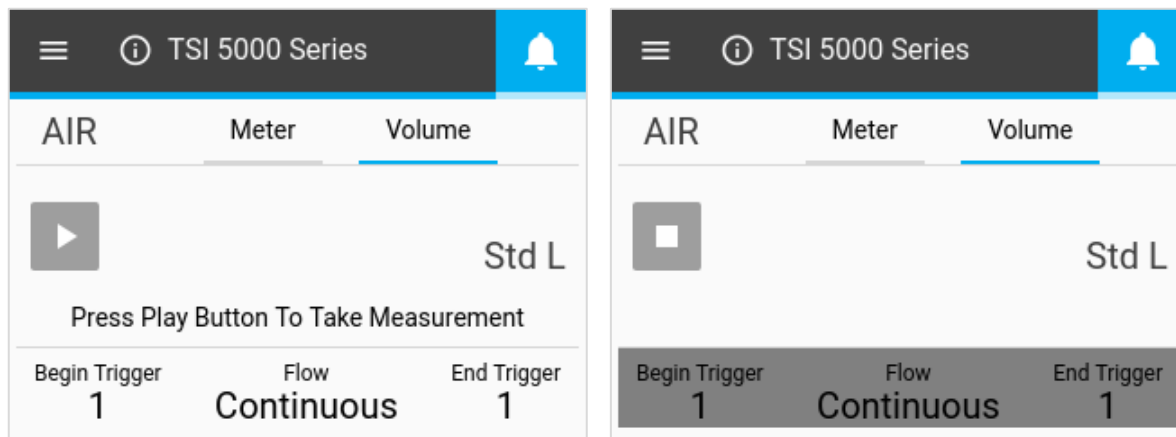 TSI 5000 Series
AIR Meter Volume
Std L
Press Play Button To Take Measurement
Begin Trigger Flow End Trigger
1 Continuous 1
TSI 5000 Series
AIR Meter Volume
Std L
Begin Trigger Flow End Trigger
1 Continuous 1